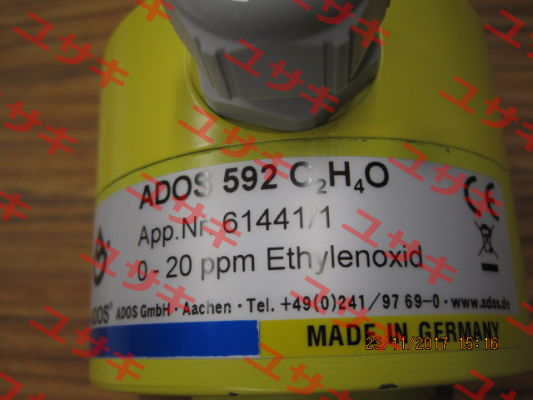 ADOS 592 C₂H₄O
App.Nr. 61441/1
0 - 20 ppm Ethylenoxid
ADOS® ADOS GmbH · Aachen · Tel. +49(0)241/97 69-0 · www.ados.de
MADE IN GERMANY
23/11/2017 15:16
ユサキ